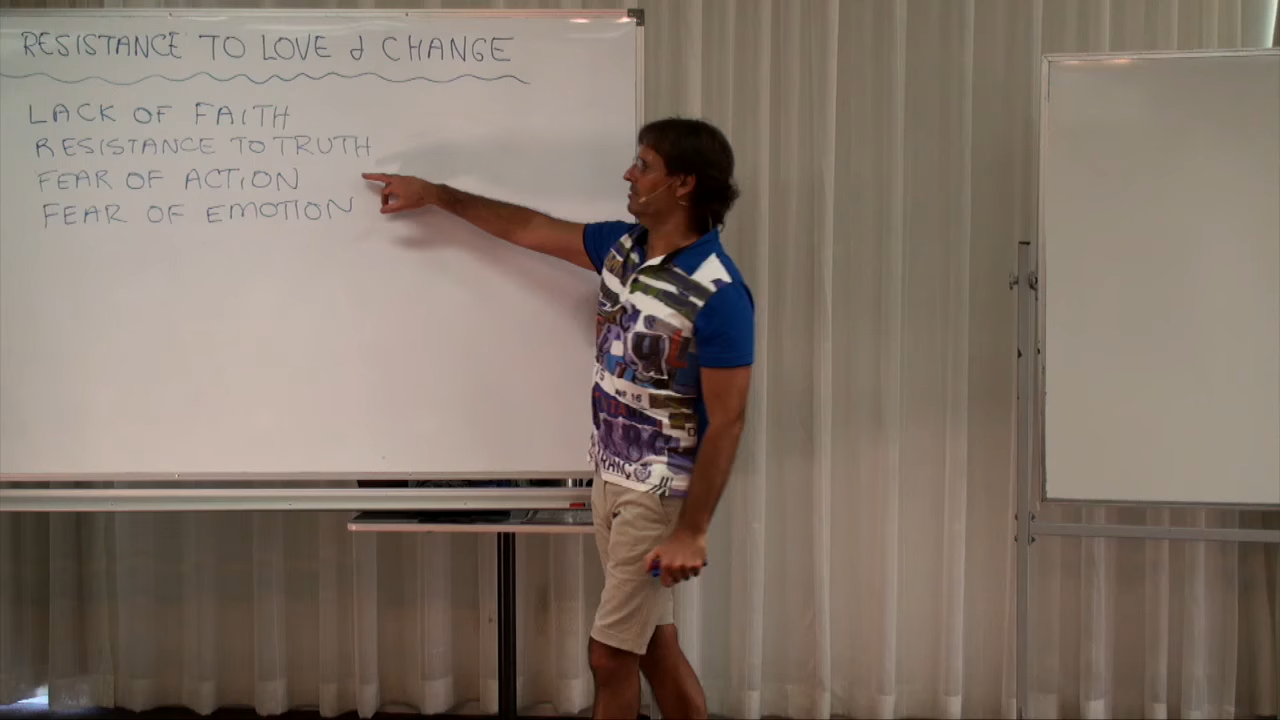 RESISTANCE TO LOVE & CHANGE
LACK OF FAITH
RESISTANCE TO TRUTH
FEAR OF ACTION
FEAR OF EMOTION